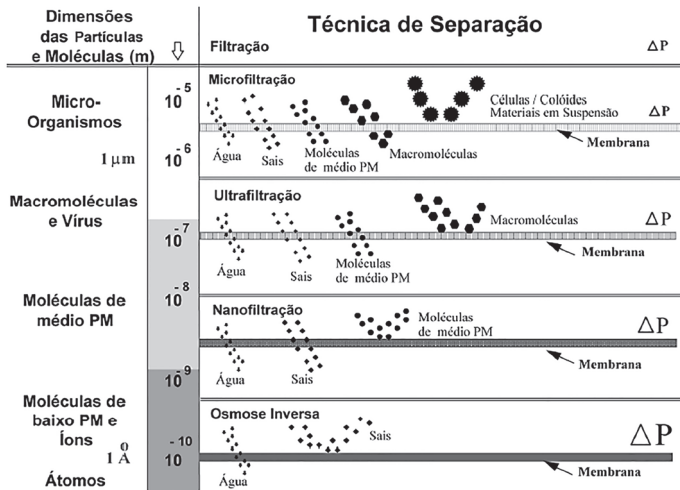 Dimensões
das Partículas
e Moléculas (m)
Técnica de Separação
Filtração
ΔP
Micro-
Organismos
1 μm
10 -5
10 -6
Microfiltração
Células / Colóides
Materiais em Suspensão
ΔP
Membrana
Água
Sais
Moléculas
de médio PM
Macromoléculas
Macromoléculas
e Vírus
10 -7
Ultrafiltração
Macromoléculas
ΔP
Membrana
Água
Sais
Moléculas
de médio PM
Moléculas de
médio PM
10 -8
10 -9
Nanofiltração
Moléculas
de médio PM
ΔP
Membrana
Água
Sais
Moléculas de
baixo PM e
Íons
1 Å
Átomos
10 -10
Osmose Inversa
Sais
ΔP
Membrana
Água